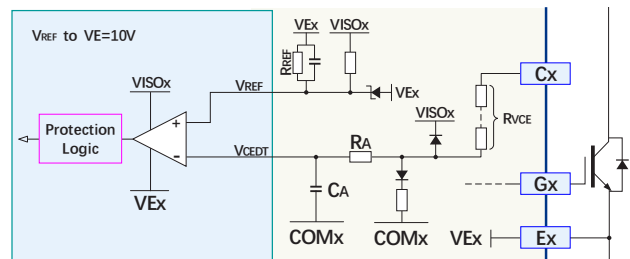 VREF to VE=10V
VEx
VISOx
RREF
Cx
VISOx
VREF
VEx
VISOx
RVCE
Protection
Logic
+
-
VCEDT
RA
VEx
CA
Gx
COMx
COMx
VEx
Ex